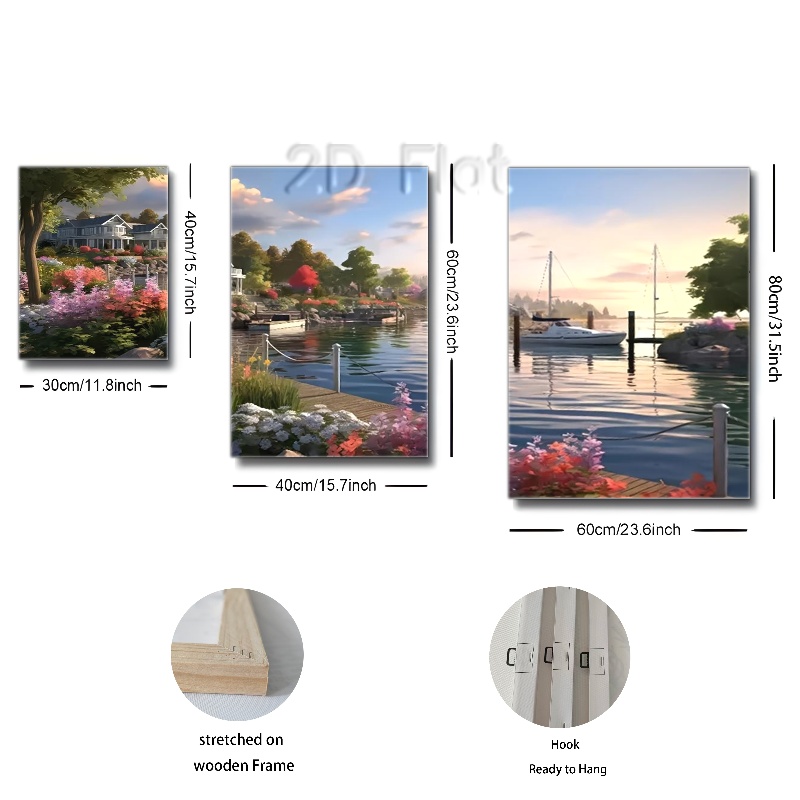 2D Flat
40cm/15.7inch
30cm/11.8inch
60cm/23.6inch
40cm/15.7inch
80cm/31.5inch
60cm/23.6inch
stretched on
wooden Frame
Hook
Ready to Hang